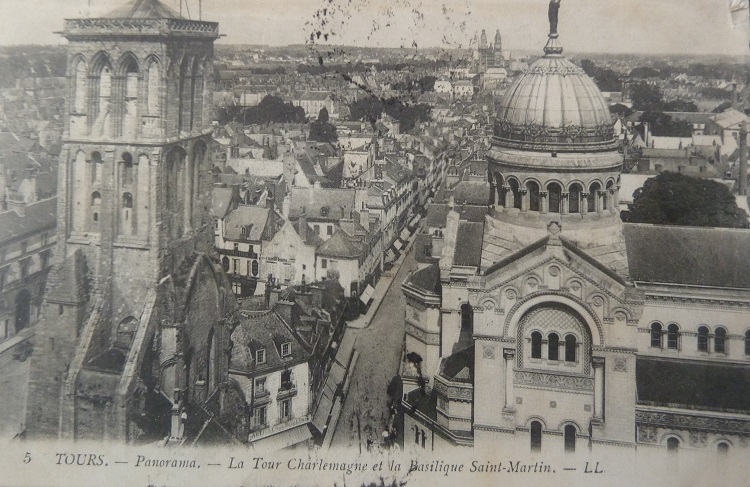 5 TOURS. — Panorama. — La Tour Charlemagne et la Basilique Saint-Martin. — LL